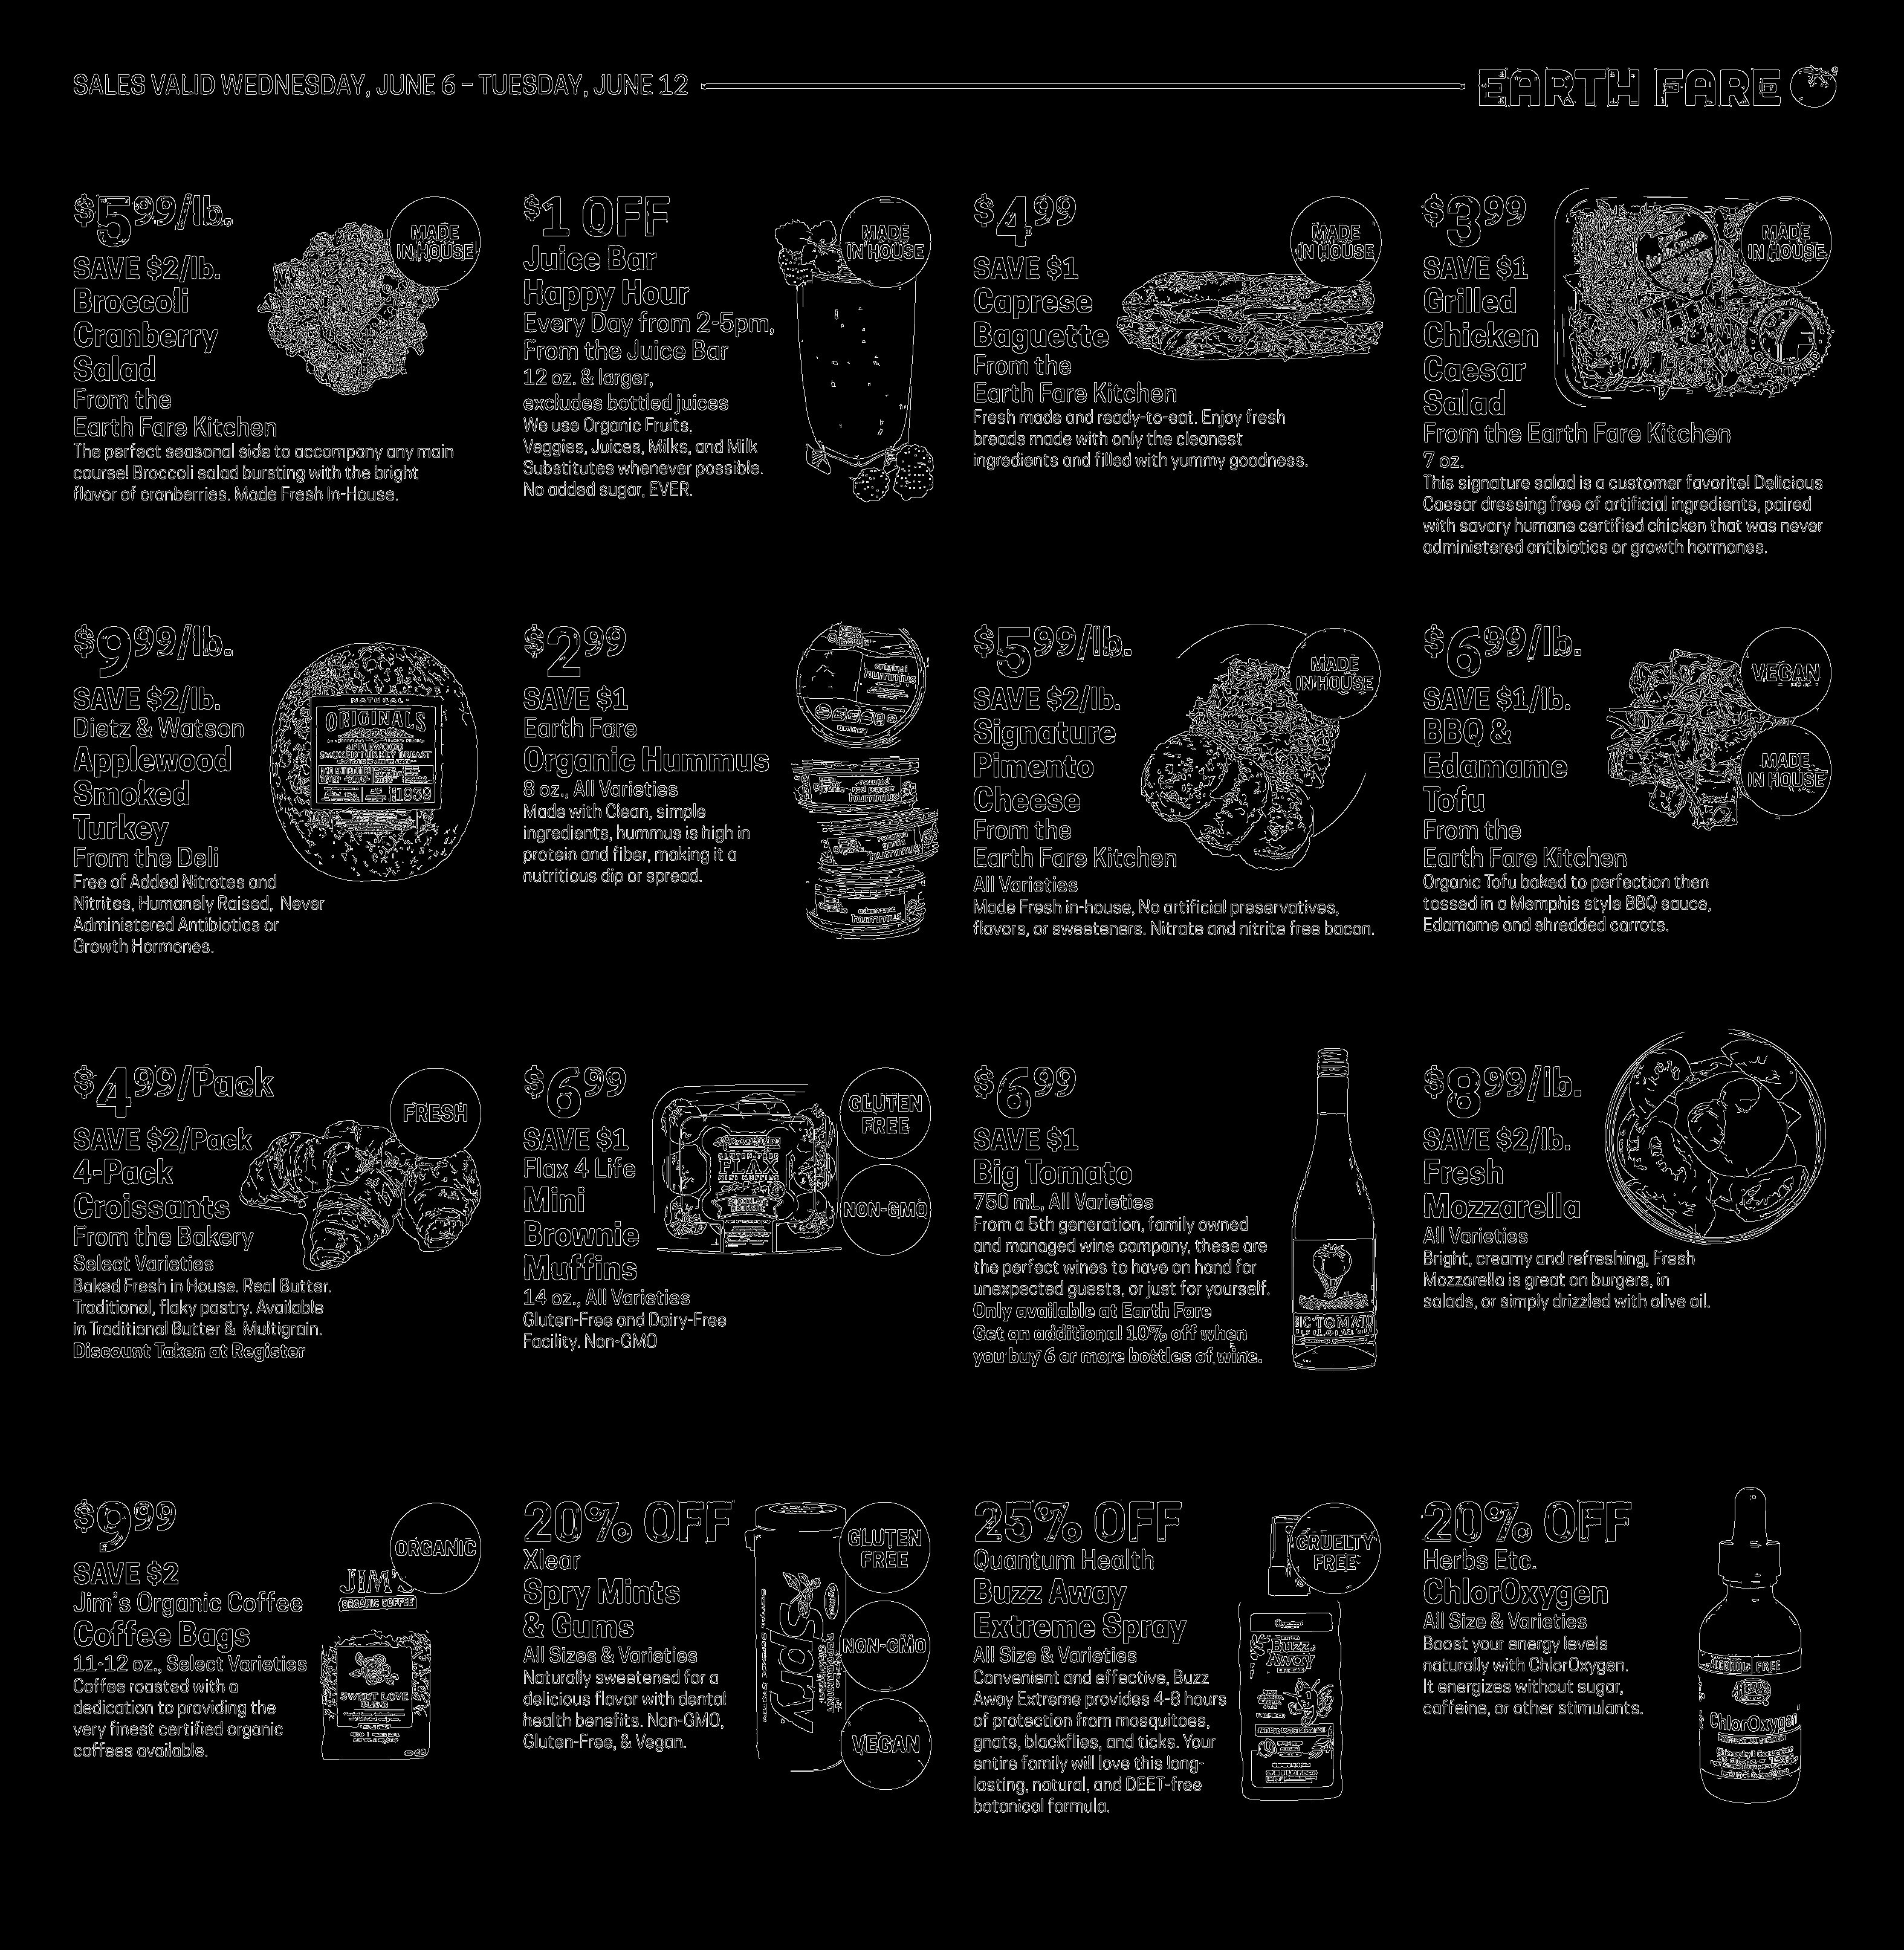 SALES VALID WEDNESDAY, JUNE 6 – TUESDAY, JUNE 12
EARTH FARE
$5.99/lb.
SAVE $2/lb.
Broccoli
Cranberry
Salad
From the
Earth Fare Kitchen
The perfect seasonal side to accompany any main
course! Broccoli salad bursting with the bright
flavor of cranberries. Made Fresh In-House.
MADE
IN HOUSE
$1 OFF
Juice Bar
Happy Hour
Every Day from 2-5pm,
From the Juice Bar
12 oz. & larger,
excludes bottled juices
We use Organic Fruits,
Veggies, Juices, Milks, and Milk
Substitutes whenever possible.
No added sugar, EVER.
MADE
IN HOUSE
$4.99
SAVE $1
Caprese
Baguette
From the
Earth Fare Kitchen
Fresh made and ready-to-eat. Enjoy fresh
breads made with only the cleanest
ingredients and filled with yummy goodness.
MADE
IN HOUSE
$3.99
SAVE $1
Grilled
Chicken
Caesar
Salad
From the Earth Fare Kitchen
7 oz.
This signature salad is a customer favorite! Delicious
Caesar dressing free of artificial ingredients, paired
with savory humane certified chicken that was never
administered antibiotics or growth hormones.
MADE
IN HOUSE
$9.99/lb.
SAVE $2/lb.
Dietz & Watson
Applewood
Smoked
Turkey
From the Deli
Free of Added Nitrates and
Nitrites, Humanely Raised, Never
Administered Antibiotics or
Growth Hormones.
NATURAL
ORIGINALS
APPLEWOOD
SMOKED TURKEY BREAST
1939
$2.99
SAVE $1
Earth Fare
Organic Hummus
8 oz., All Varieties
Made with Clean, simple
ingredients, hummus is high in
protein and fiber, making it a
nutritious dip or spread.
original
hummus
hummus
hummus
edamame
hummus
$5.99/lb.
SAVE $2/lb.
Signature
Pimento
Cheese
From the
Earth Fare Kitchen
All Varieties
Made Fresh in-house, No artificial preservatives,
flavors, or sweeteners. Nitrate and nitrite free bacon.
MADE
IN HOUSE
$6.99/lb.
SAVE $1/lb.
BBQ &
Edamame
Tofu
From the
Earth Fare Kitchen
Organic Tofu baked to perfection then
tossed in a Memphis style BBQ sauce,
Edamame and shredded carrots.
VEGAN
MADE
IN HOUSE
$4.99/Pack
SAVE $2/Pack
4-Pack
Croissants
From the Bakery
Select Varieties
Baked Fresh in House. Real Butter.
Traditional, flaky pastry. Available
in Traditional Butter & Multigrain.
Discount Taken at Register
FRESH
$6.99
SAVE $1
Flax 4 Life
Mini
Brownie
Muffins
14 oz., All Varieties
Gluten-Free and Dairy-Free
Facility. Non-GMO
GLUTEN-FREE
FLAX
MINI MUFFINS
GLUTEN
FREE
NON-GMO
$6.99
SAVE $1
Big Tomato
750 mL, All Varieties
From a 5th generation, family owned
and managed wine company, these are
the perfect wines to have on hand for
unexpected guests, or just for yourself.
Only available at Earth Fare
Get an additional 10% off when
you buy 6 or more bottles of wine.
BIG TOMATO
$8.99/lb.
SAVE $2/lb.
Fresh
Mozzarella
All Varieties
Bright, creamy and refreshing, Fresh
Mozzarella is great on burgers, in
salads, or simply drizzled with olive oil.
$9.99
SAVE $2
Jim's Organic Coffee
Coffee Bags
11-12 oz., Select Varieties
Coffee roasted with a
dedication to providing the
very finest certified organic
coffees available.
ORGANIC
JIM'S
ORGANIC COFFEE
SWEET LOVE
BLEND
20% OFF
Xlear
Spry Mints
& Gums
All Sizes & Varieties
Naturally sweetened for a
delicious flavor with dental
health benefits. Non-GMO,
Gluten-Free, & Vegan.
Spry
GLUTEN
FREE
NON-GMO
VEGAN
25% OFF
Quantum Health
Buzz Away
Extreme Spray
All Size & Varieties
Convenient and effective, Buzz
Away Extreme provides 4-8 hours
of protection from mosquitoes,
gnats, blackflies, and ticks. Your
entire family will love this long-
lasting, natural, and DEET-free
botanical formula.
CRUELTY
FREE
Buzz
Away
20% OFF
Herbs Etc.
ChlorOxygen
All Size & Varieties
Boost your energy levels
naturally with ChlorOxygen.
It energizes without sugar,
caffeine, or other stimulants.
ALCOHOL FREE
ChlorOxygen